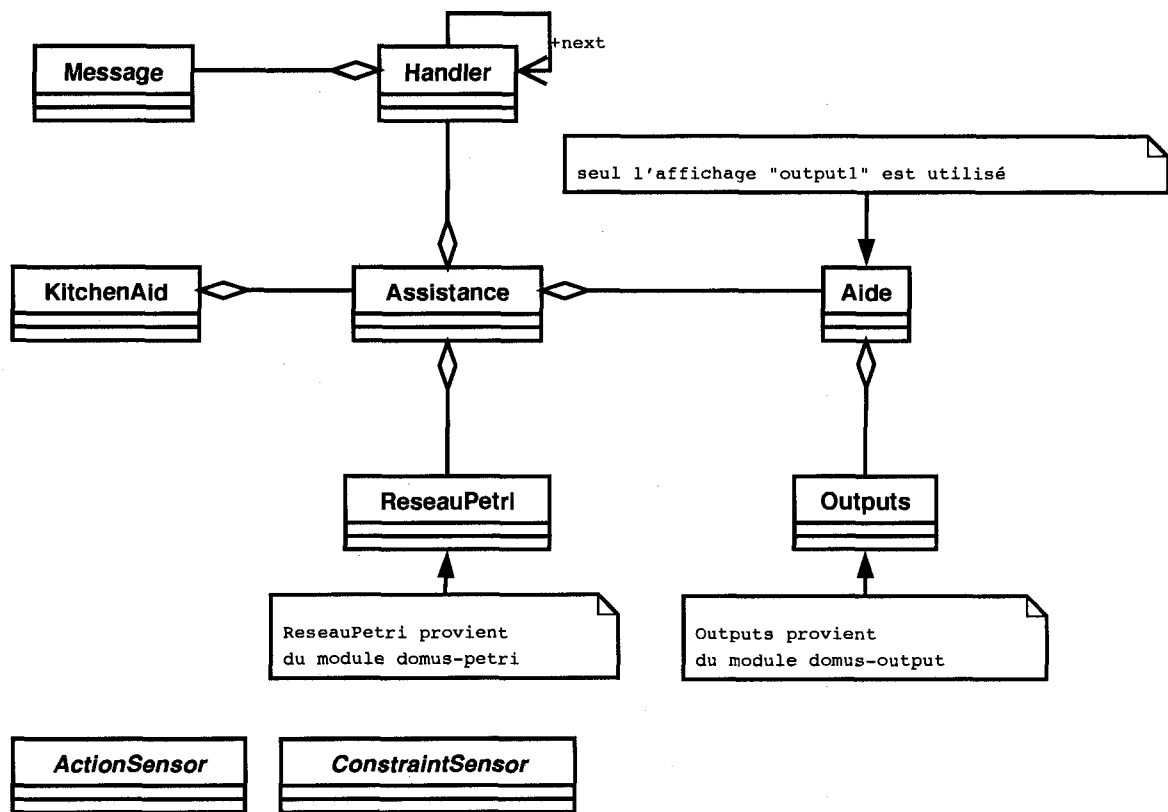 +next
Message
Handler
seul l'affichage "output1" est utilisé
KitchenAid
Assistance
Aide
ReseauPetri
Outputs
ReseauPetri provient
du module domus-petri
Outputs provient
du module domus-output
ActionSensor
ConstraintSensor